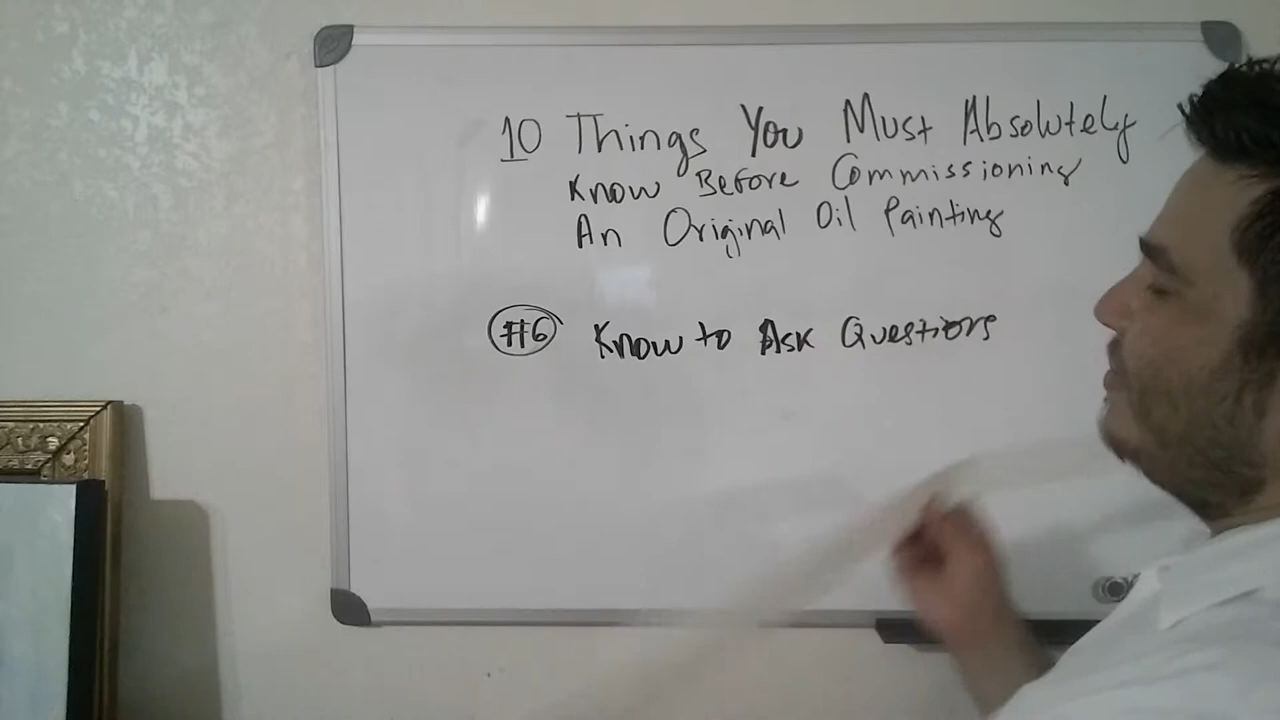 10 Things You Must Absolutely
Know Before Commissioning
An Original Oil Painting
#6 Know to Ask Questions